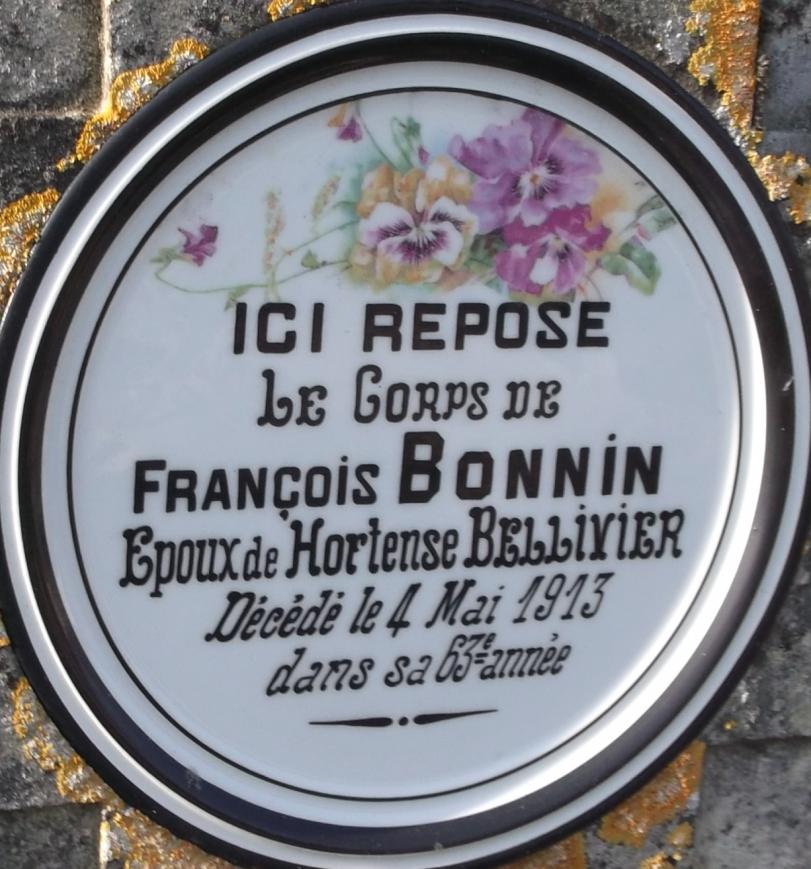 ICI REPOSE
LE CORPS DE
FRANÇOIS BONNIN
Epoux de Hortense BELLIVIER
Décédé le 4 Mai 1913
dans sa 63e année